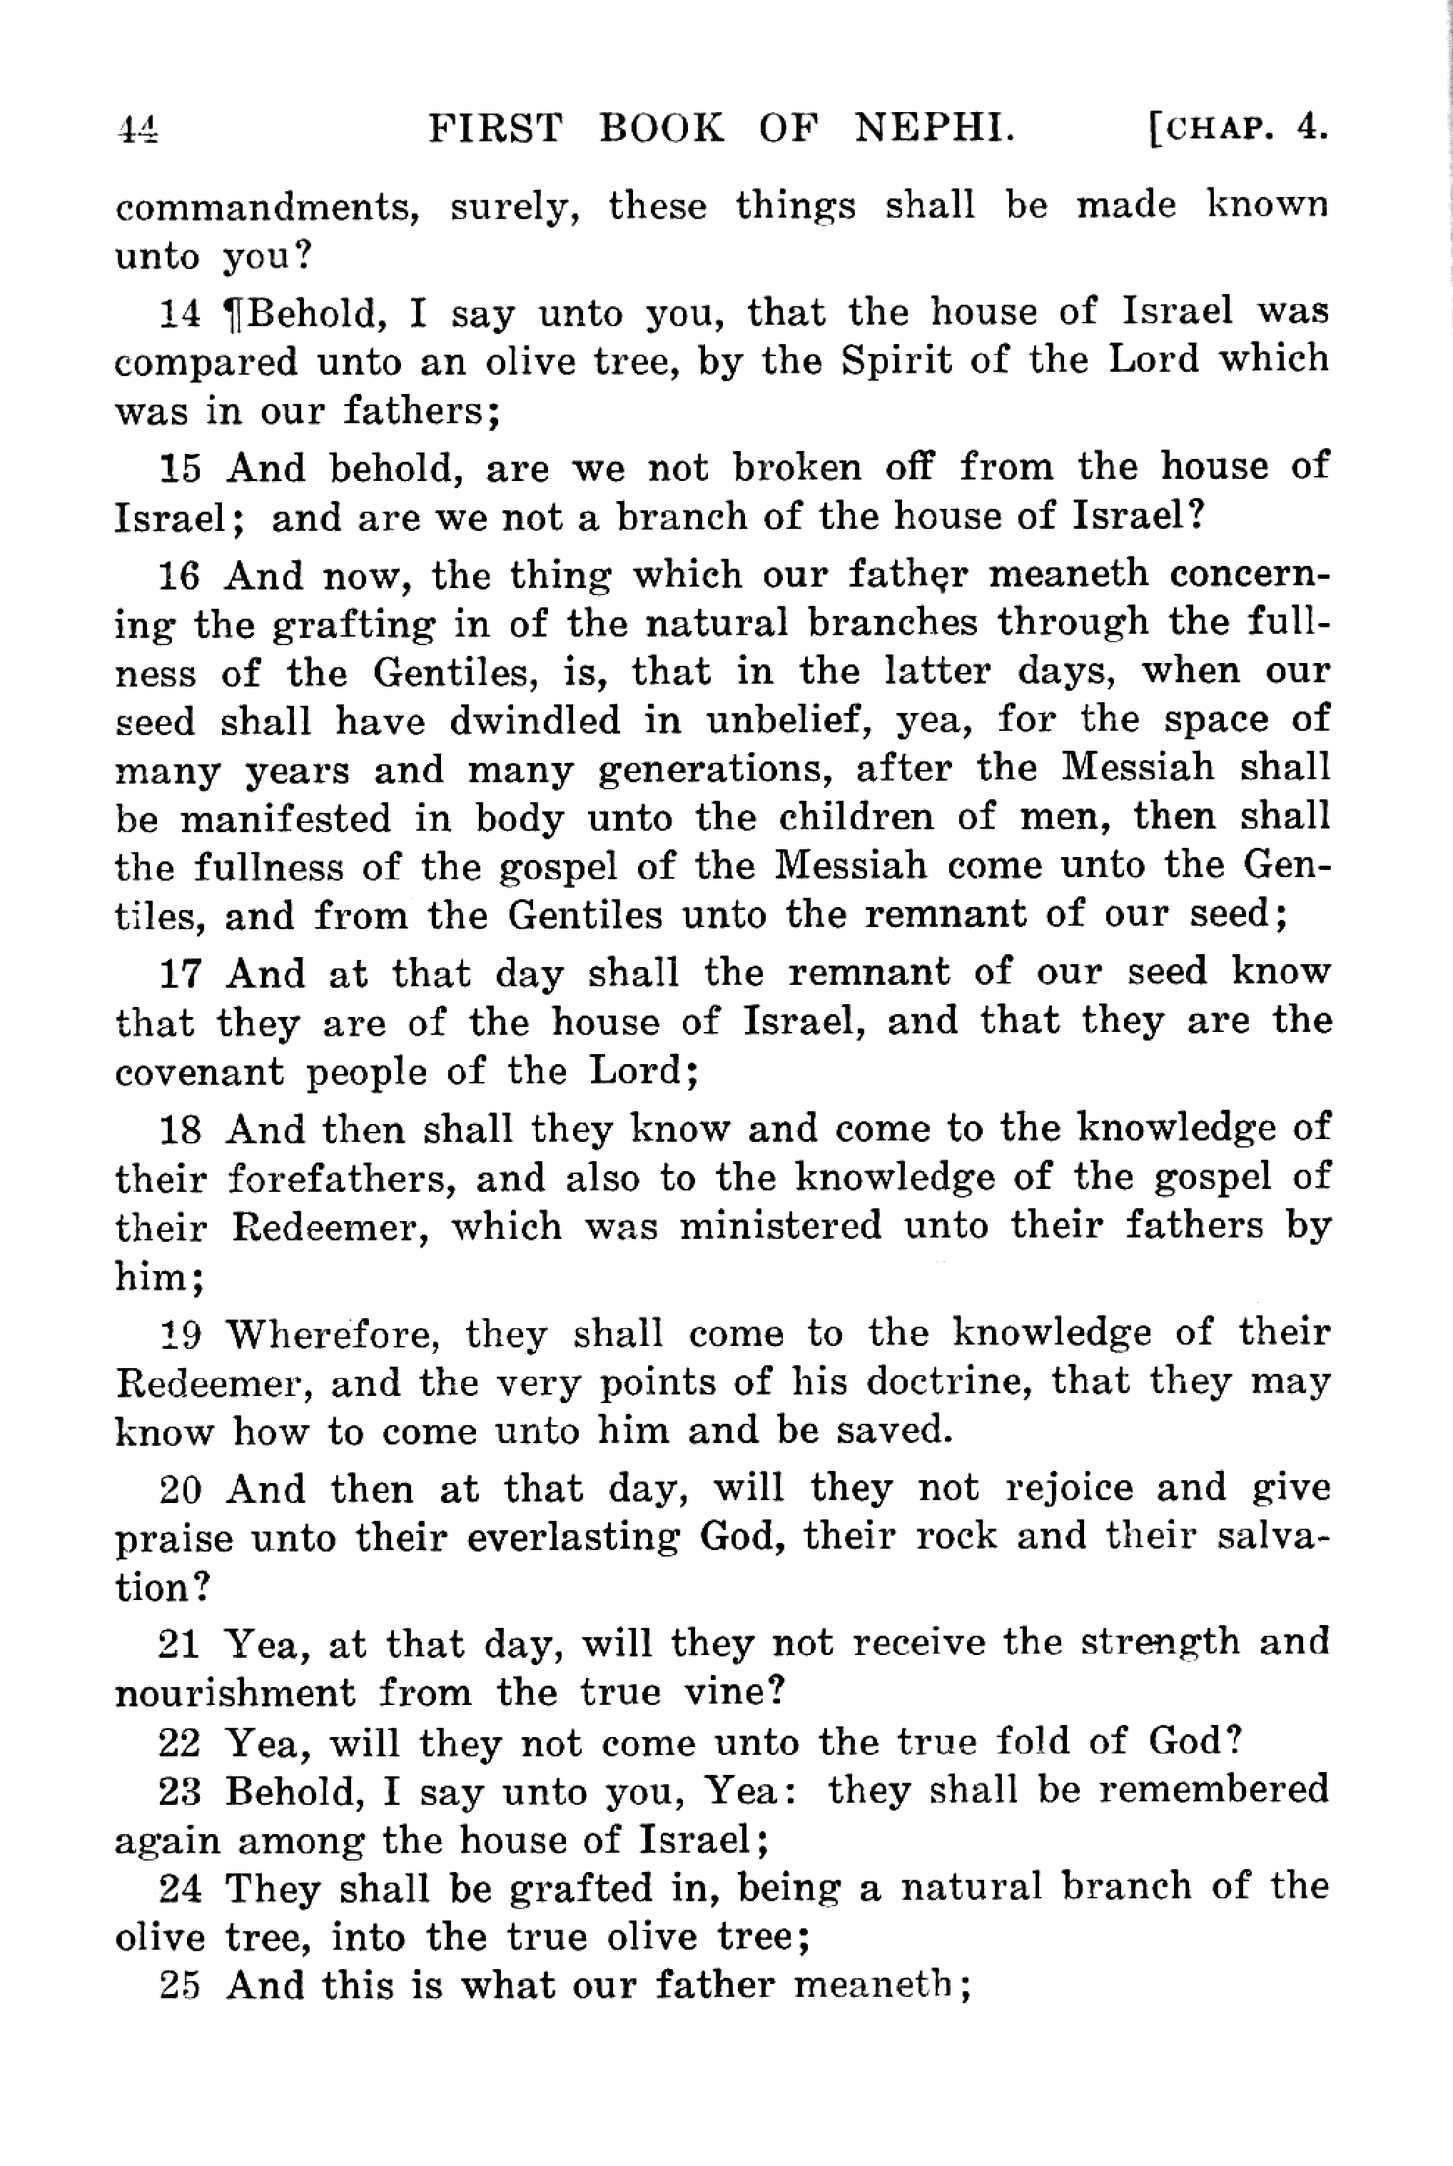 44 FIRST BOOK OF NEPHI. [CHAP. 4.
commandments, surely, these things shall be made known
unto you?
14 ¶Behold, I say unto you, that the house of Israel was
compared unto an olive tree, by the Spirit of the Lord which
was in our fathers;
15 And behold, are we not broken off from the house of
Israel; and are we not a branch of the house of Israel?
16 And now, the thing which our father meaneth concern-
ing the grafting in of the natural branches through the full-
ness of the Gentiles, is, that in the latter days, when our
seed shall have dwindled in unbelief, yea, for the space of
many years and many generations, after the Messiah shall
be manifested in body unto the children of men, then shall
the fullness of the gospel of the Messiah come unto the Gen-
tiles, and from the Gentiles unto the remnant of our seed;
17 And at that day shall the remnant of our seed know
that they are of the house of Israel, and that they are the
covenant people of the Lord;
18 And then shall they know and come to the knowledge of
their forefathers, and also to the knowledge of the gospel of
their Redeemer, which was ministered unto their fathers by
him;
19 Wherefore, they shall come to the knowledge of their
Redeemer, and the very points of his doctrine, that they may
know how to come unto him and be saved.
20 And then at that day, will they not rejoice and give
praise unto their everlasting God, their rock and their salva-
tion?
21 Yea, at that day, will they not receive the strength and
nourishment from the true vine?
22 Yea, will they not come unto the true fold of God?
23 Behold, I say unto you, Yea: they shall be remembered
again among the house of Israel;
24 They shall be grafted in, being a natural branch of the
olive tree, into the true olive tree;
25 And this is what our father meaneth;